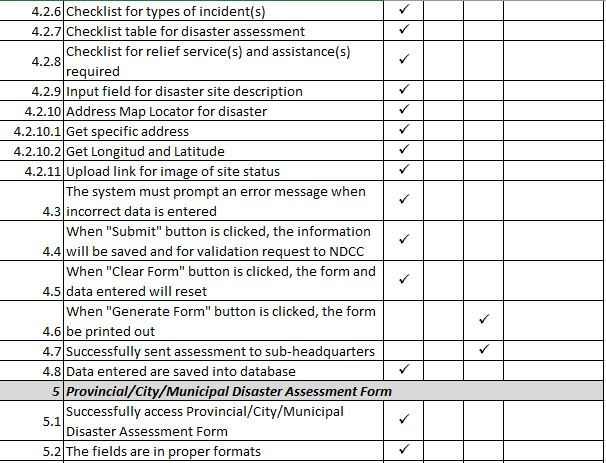 4.2.6 Checklist for types of incident(s) ✓
4.2.7 Checklist table for disaster assessment ✓
4.2.8 Checklist for relief service(s) and assistance(s)
required ✓
4.2.9 Input field for disaster site description ✓
4.2.10 Address Map Locator for disaster ✓
4.2.10.1 Get specific address ✓
4.2.10.2 Get Longitud and Latitude ✓
4.2.11 Upload link for image of site status ✓
The system must prompt an error message when
4.3 incorrect data is entered ✓
When "Submit" button is clicked, the information
4.4 will be saved and for validation request to NDCC ✓
When "Clear Form" button is clicked, the form and
4.5 data entered will reset ✓
When "Generate Form" button is clicked, the form
4.6 be printed out ✓
4.7 Successfully sent assessment to sub-headquarters ✓
4.8 Data entered are saved into database ✓
5 Provincial/City/Municipal Disaster Assessment Form
5.1 Successfully access Provincial/City/Municipal
Disaster Assessment Form ✓
5.2 The fields are in proper formats ✓